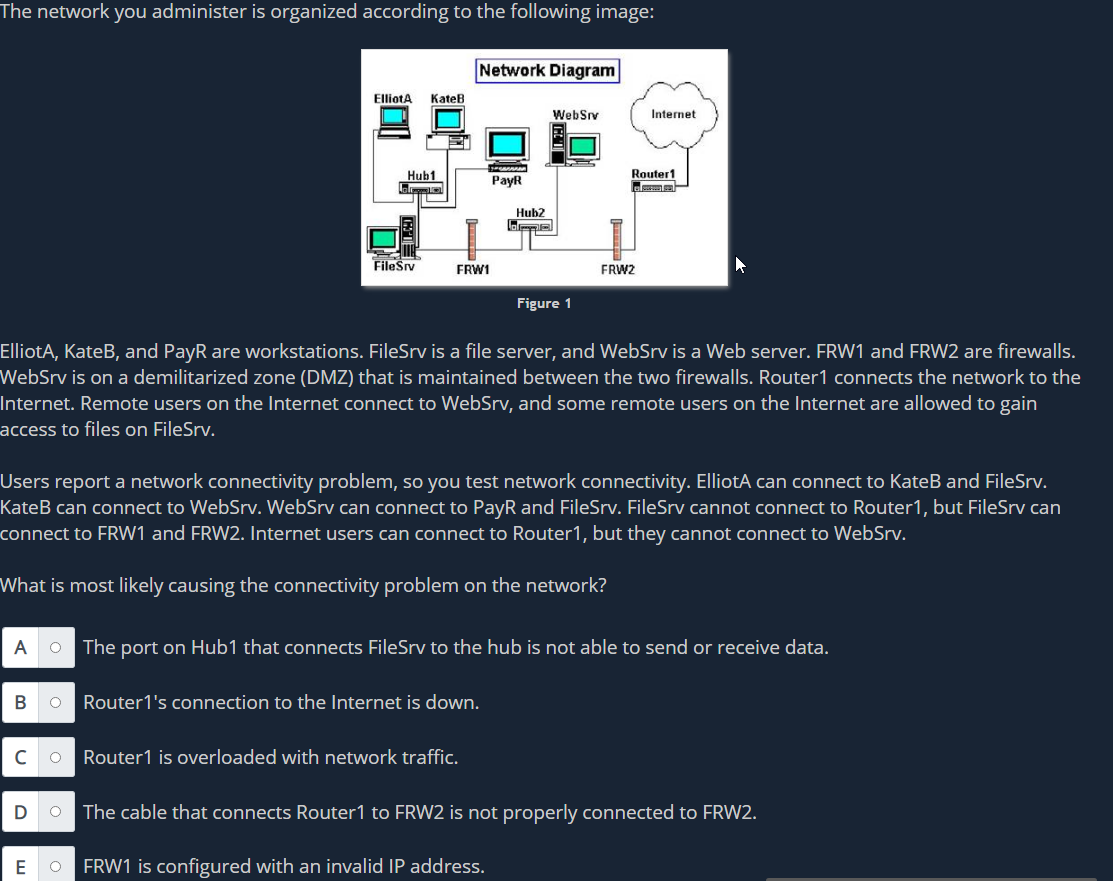 The network you administer is organized according to the following image:
Network Diagram
ElliotA KateB
WebSrv
Internet
Hub1
PayR
Router1
Hub2
FileSrv
FRW1
FRW2
Figure 1
ElliotA, KateB, and PayR are workstations. FileSrv is a file server, and WebSrv is a Web server. FRW1 and FRW2 are firewalls.
WebSrv is on a demilitarized zone (DMZ) that is maintained between the two firewalls. Router1 connects the network to the
Internet. Remote users on the Internet connect to WebSrv, and some remote users on the Internet are allowed to gain
access to files on FileSrv.
Users report a network connectivity problem, so you test network connectivity. ElliotA can connect to KateB and FileSrv.
KateB can connect to WebSrv. WebSrv can connect to PayR and FileSrv. FileSrv cannot connect to Router1, but FileSrv can
connect to FRW1 and FRW2. Internet users can connect to Router1, but they cannot connect to WebSrv.
What is most likely causing the connectivity problem on the network?
A The port on Hub1 that connects FileSrv to the hub is not able to send or receive data.
B Router1's connection to the Internet is down.
C Router1 is overloaded with network traffic.
D The cable that connects Router1 to FRW2 is not properly connected to FRW2.
E FRW1 is configured with an invalid IP address.